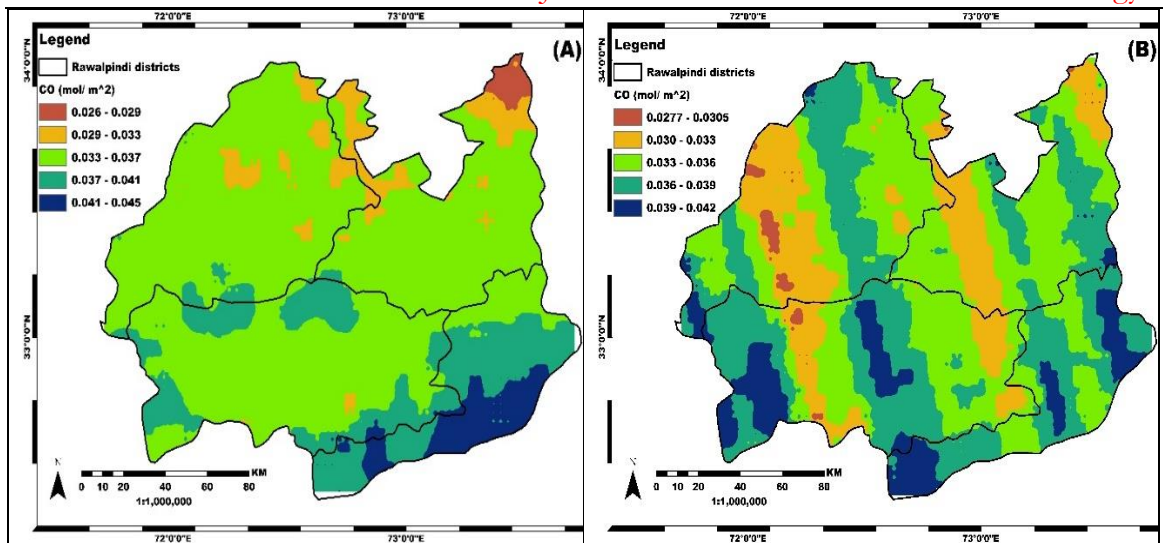 72°0'0"E 73°0'0"E
34°0'0"N
33°0'0"N
Legend
(A)
Rawalpindi districts
CO (mol/ m^2)
0.026 - 0.029
0.029 - 0.033
0.033 - 0.037
0.037 - 0.041
0.041 - 0.045
N
0 10 20 40 60 80 KM
1:1,000,000
72°0'0"E 73°0'0"E
72°0'0"E 73°0'0"E
34°0'0"N
33°0'0"N
Legend
(B)
Rawalpindi districts
CO (mol/ m^2)
0.0277 - 0.0305
0.030 - 0.033
0.033 - 0.036
0.036 - 0.039
0.039 - 0.042
N
0 10 20 40 60 80 KM
1:1,000,000
72°0'0"E 73°0'0"E